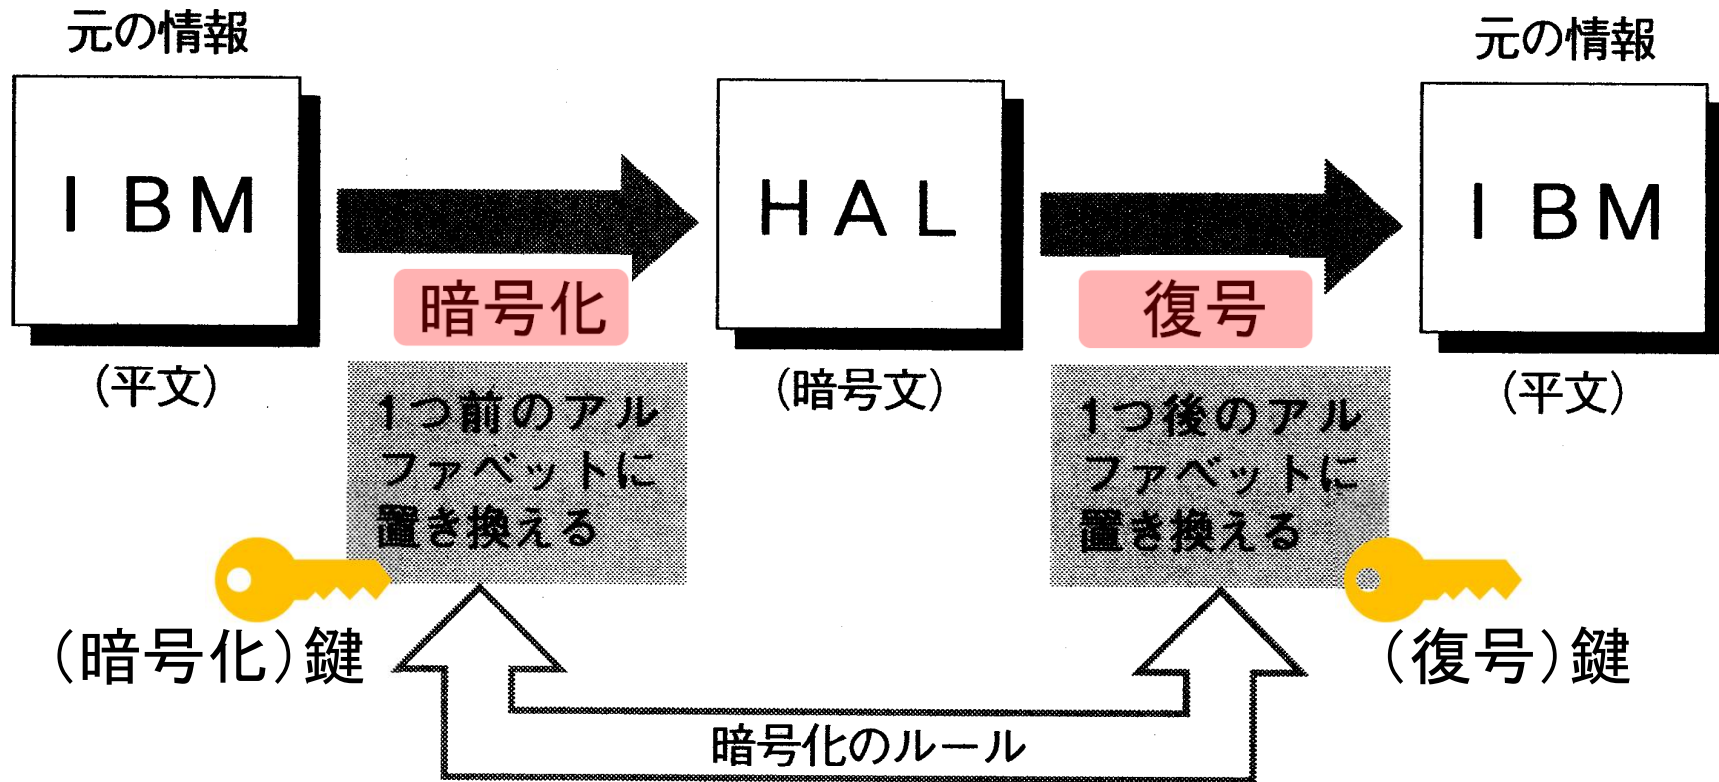 元の情報
ＩＢＭ
(平文)
暗号化
1つ前のアル
ファベットに
置き換える
(暗号化)鍵
ＨＡＬ
(暗号文)
復号
1つ後のアル
ファベットに
置き換える
(復号)鍵
元の情報
ＩＢＭ
(平文)
暗号化のルール